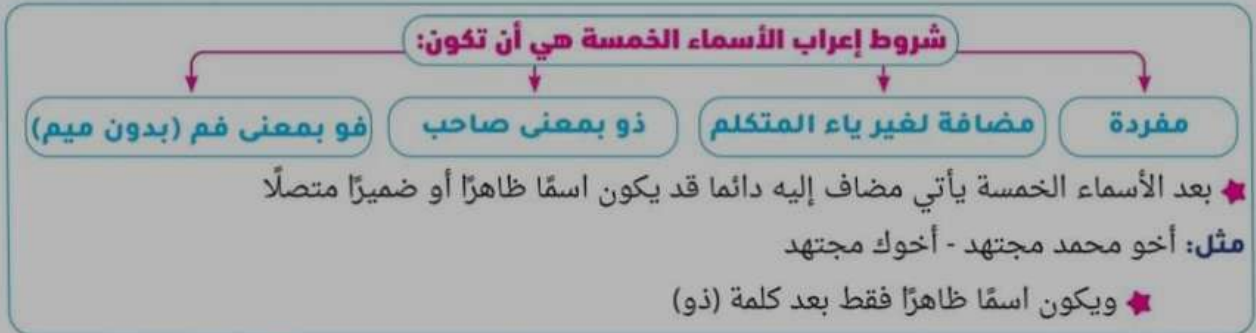 شروط إعراب الأسماء الخمسة هي أن تكون:
مفردة
مضافة لغير ياء المتكلم
ذو بمعنى صاحب
فو بمعنى فم (بدون ميم)
بعد الأسماء الخمسة يأتي مضاف إليه دائما قد يكون اسمًا ظاهرًا أو ضميرًا متصلًا
مثل: أخو محمد مجتهد - أخوك مجتهد
ويكون اسمًا ظاهرًا فقط بعد كلمة (ذو)